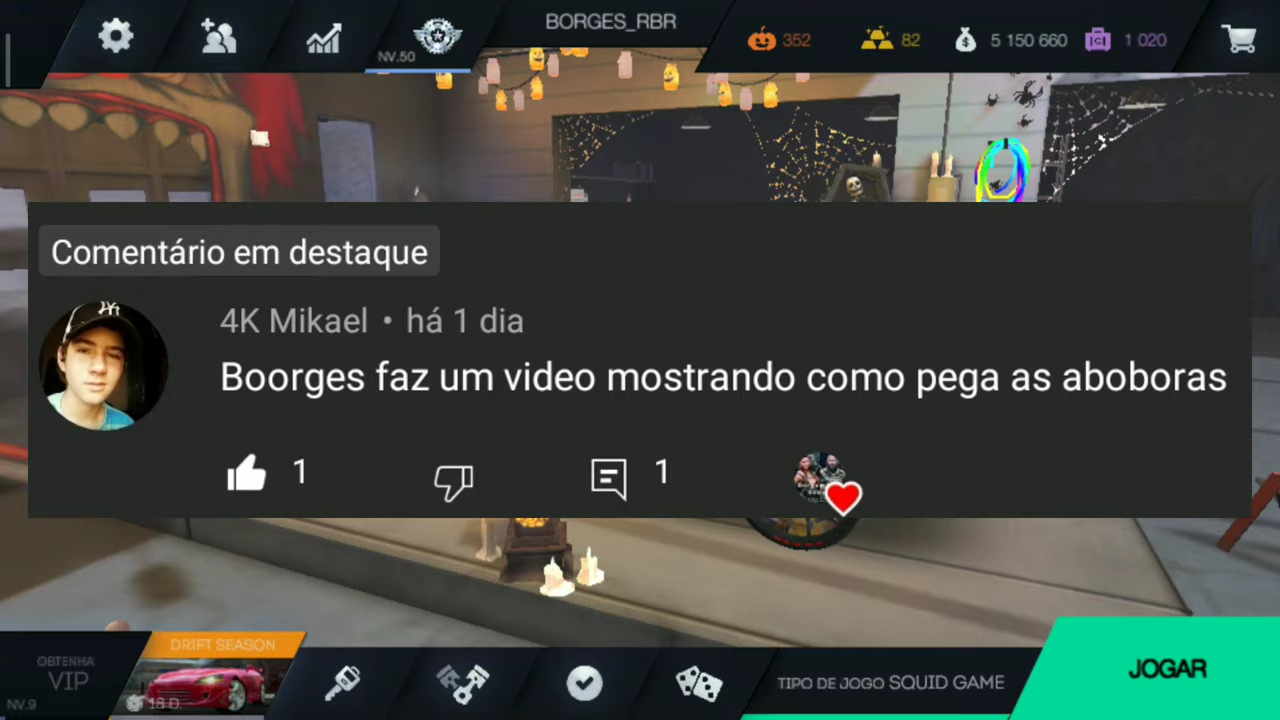 BORGES_RBR
352
82
5 150 660
1 020
NV.50
Comentário em destaque
4K Mikael • há 1 dia
Boorges faz um video mostrando como pega as aboboras
1
1
OBTENHA
VIP
NV.9
DRIFT SEASON
18 D.
TIPO DE JOGO SQUID GAME
JOGAR